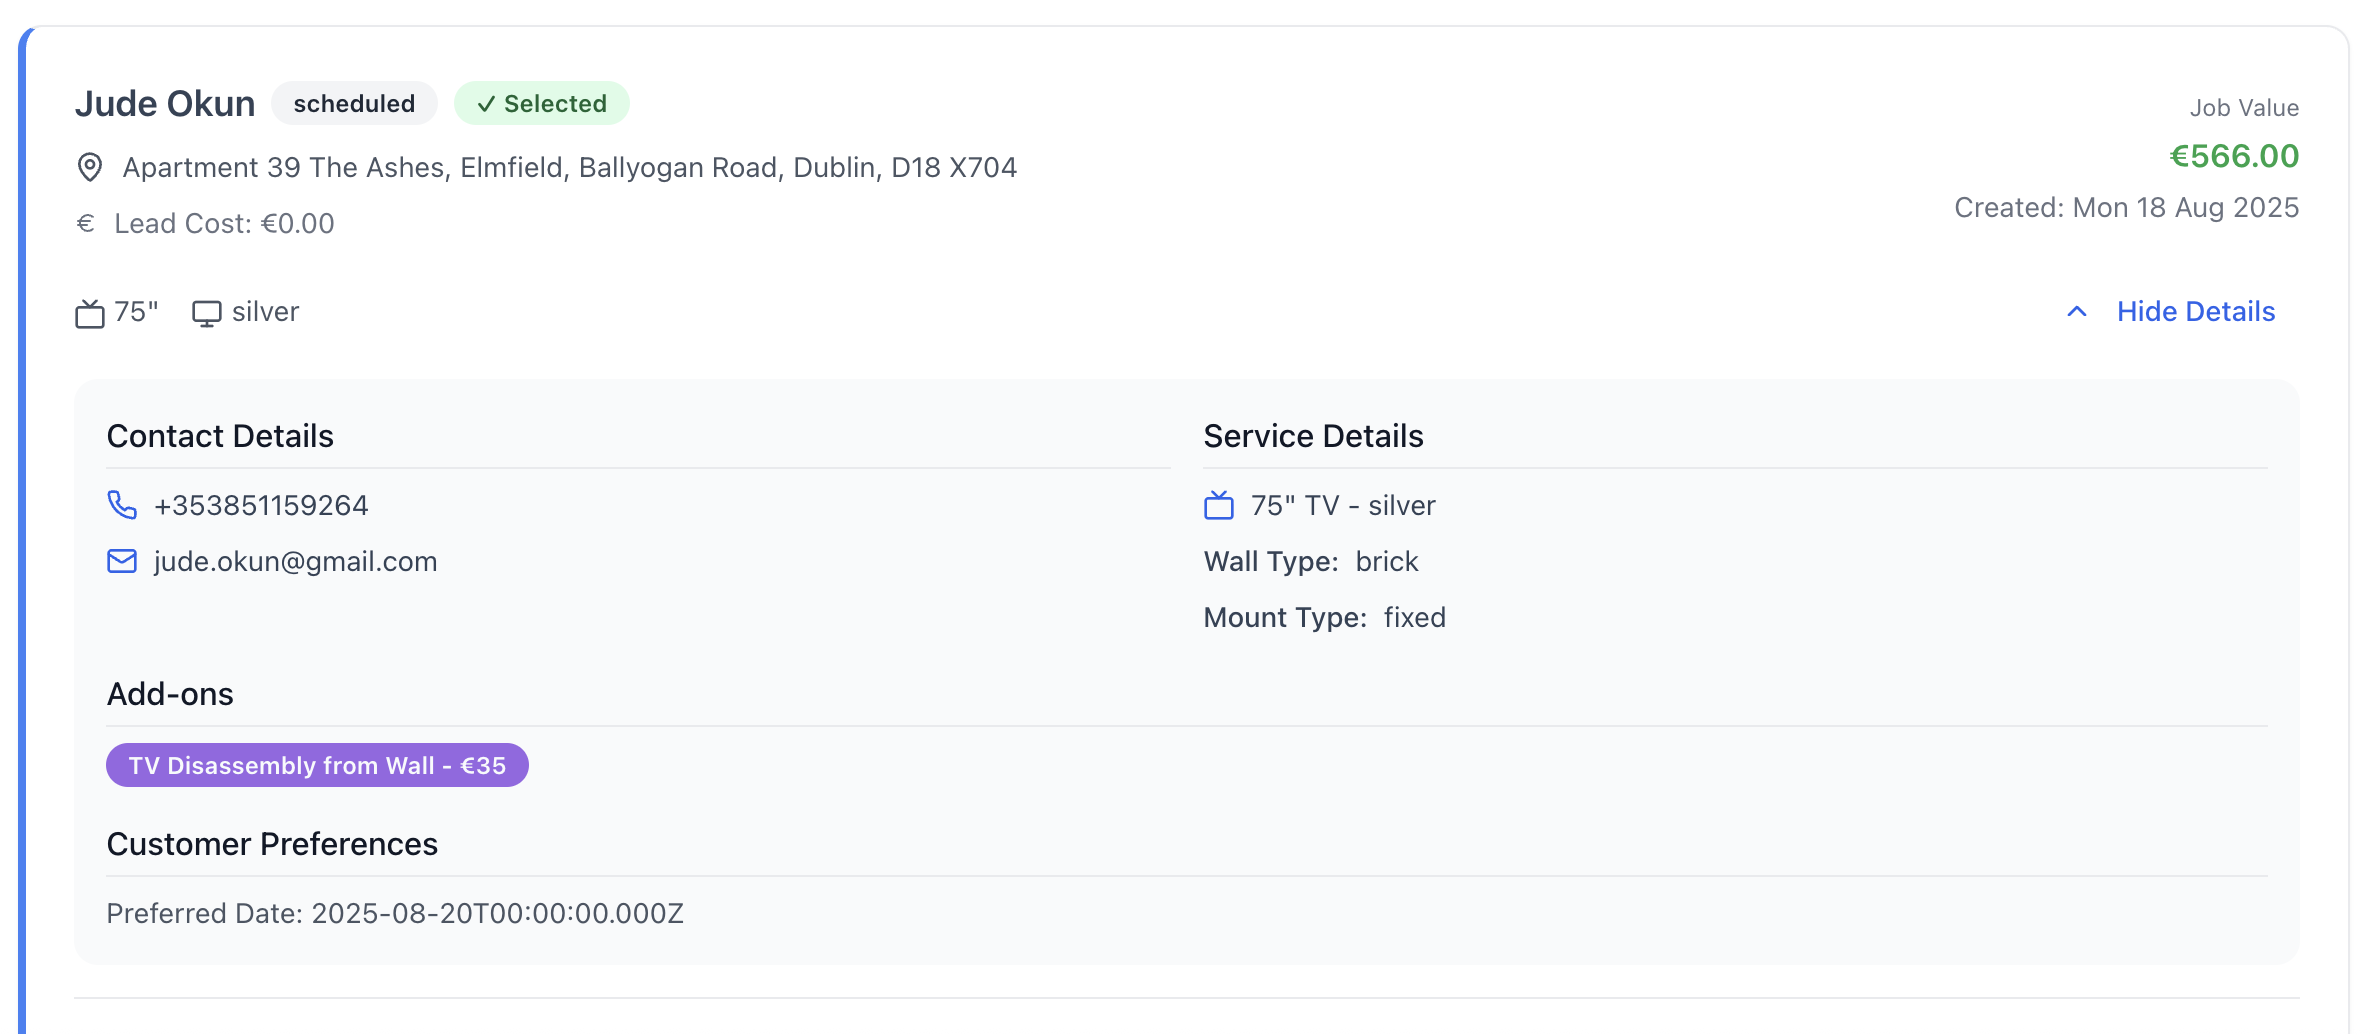 Jude Okun scheduled ✓ Selected
Job Value
Apartment 39 The Ashes, Elmfield, Ballyogan Road, Dublin, D18 X704
€566.00
€ Lead Cost: €0.00
Created: Mon 18 Aug 2025
75" silver
Hide Details
Contact Details
+353851159264
jude.okun@gmail.com
Service Details
75" TV - silver
Wall Type: brick
Mount Type: fixed
Add-ons
TV Disassembly from Wall - €35
Customer Preferences
Preferred Date: 2025-08-20T00:00:00.000Z